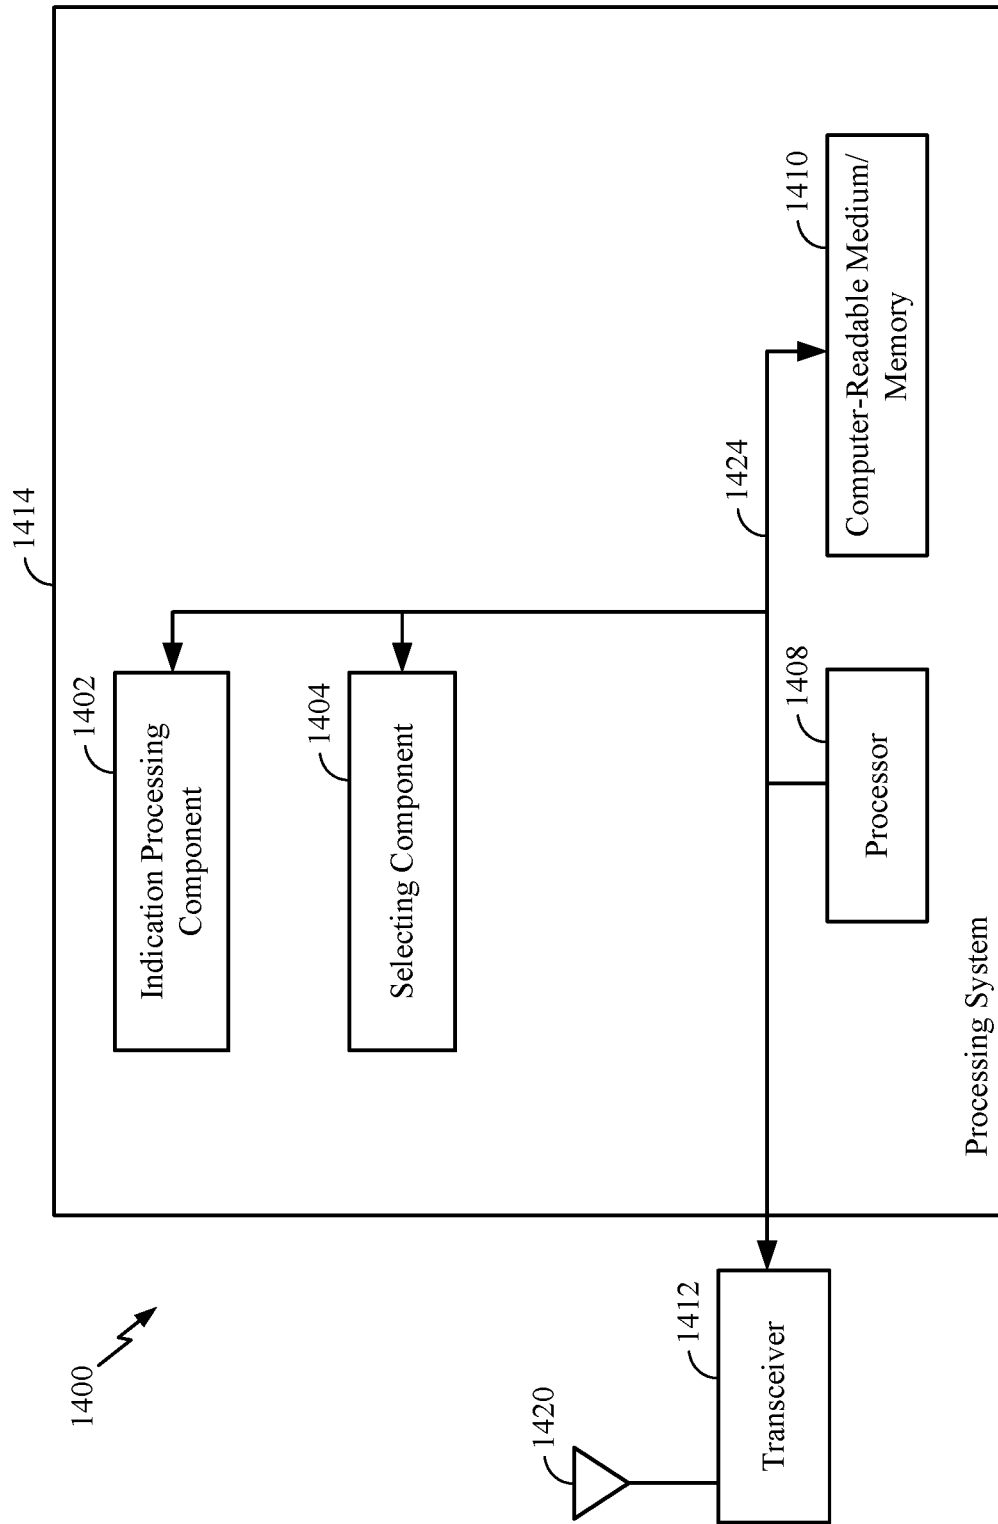 1400
1414
1402
Indication Processing
Component
1404
Selecting Component
1420
1412
Transceiver
1424
1408
Processor
1410
Computer-Readable Medium/
Memory
Processing System